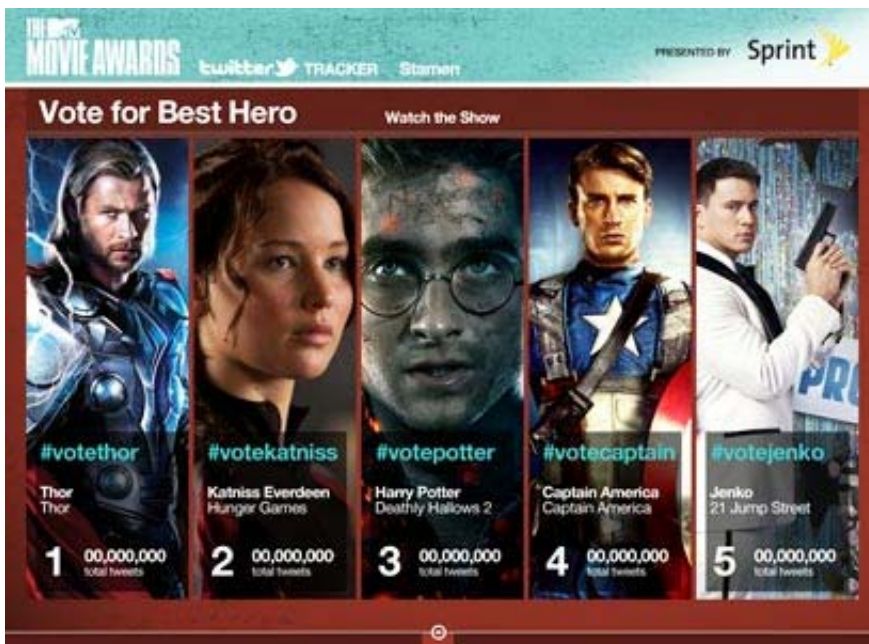 THE MTV
MOVIE AWARDS
twitter TRACKER
Stamen
PRESENTED BY Sprint
Vote for Best Hero
Watch the Show
#votethor
Thor
Thor
1
00,000,000
total tweets
#votekatniss
Katniss Everdeen
Hunger Games
2
00,000,000
total tweets
#votepotter
Harry Potter
Deathly Hallows 2
3
00,000,000
total tweets
#votecaptain
Captain America
Captain America
4
00,000,000
total tweets
#votejenko
Jenko
21 Jump Street
5
00,000,000
total tweets
PRO